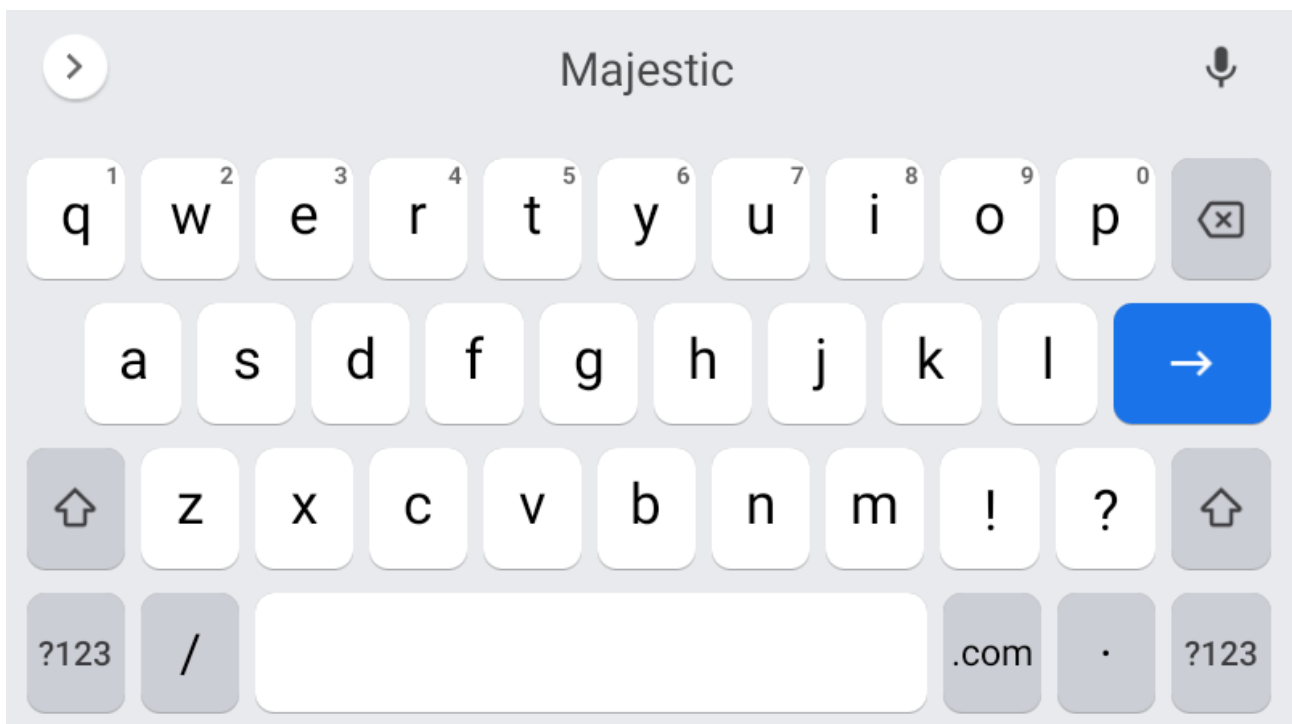 Majestic
q 1 w 2 e 3 r 4 t 5 y 6 u 7 i 8 o 9 p 0
a s d f g h j k l
z x c v b n m ! ?
?123 / .com . ?123